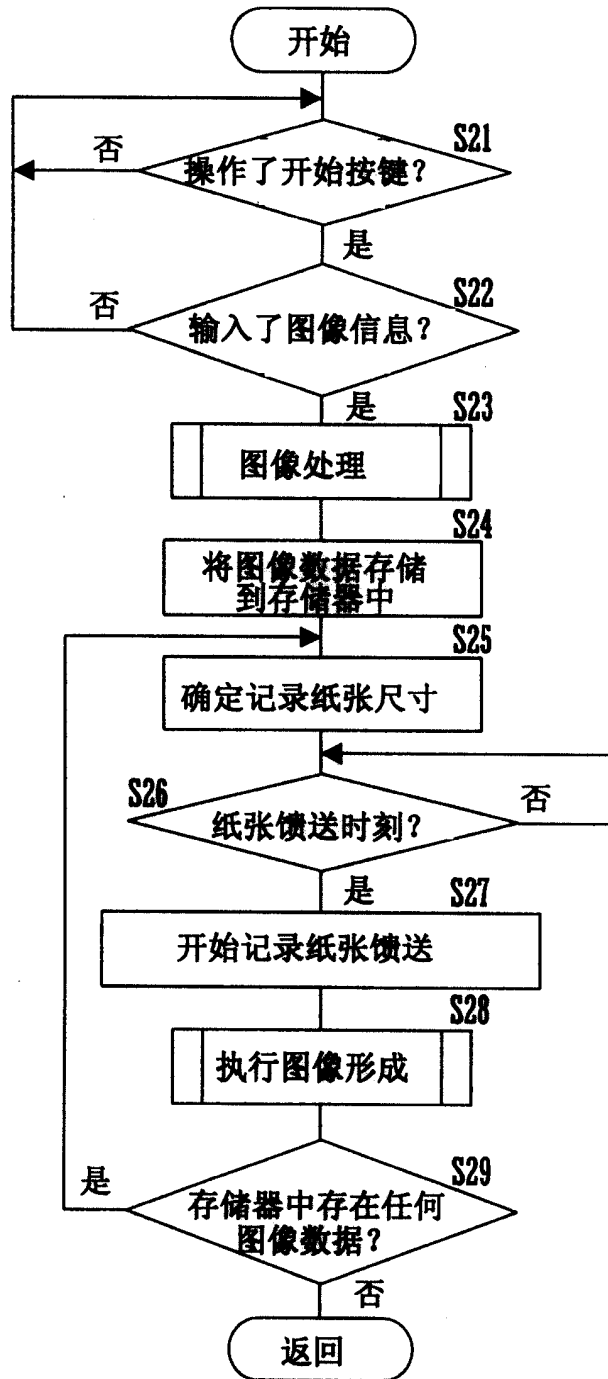 开始
S21
否
操作了开始按键？
是
S22
否
输入了图像信息？
是
S23
图像处理
S24
将图像数据存储
到存储器中
S25
确定记录纸张尺寸
S26
否
纸张馈送时刻？
是
S27
开始记录纸张馈送
S28
执行图像形成
S29
是
存储器中存在任何
图像数据？
否
返回